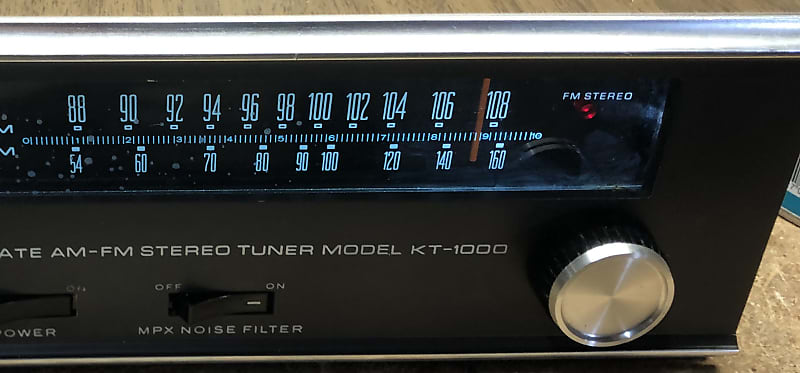 88 90 92 94 96 98 100 102 104 106 108
FM STEREO
0 1 2 3 4 5 6 7 8 9 10
54 60 70 80 90 100 120 140 160
AM-FM STEREO TUNER MODEL KT-1000
ON OFF ON
POWER MPX NOISE FILTER